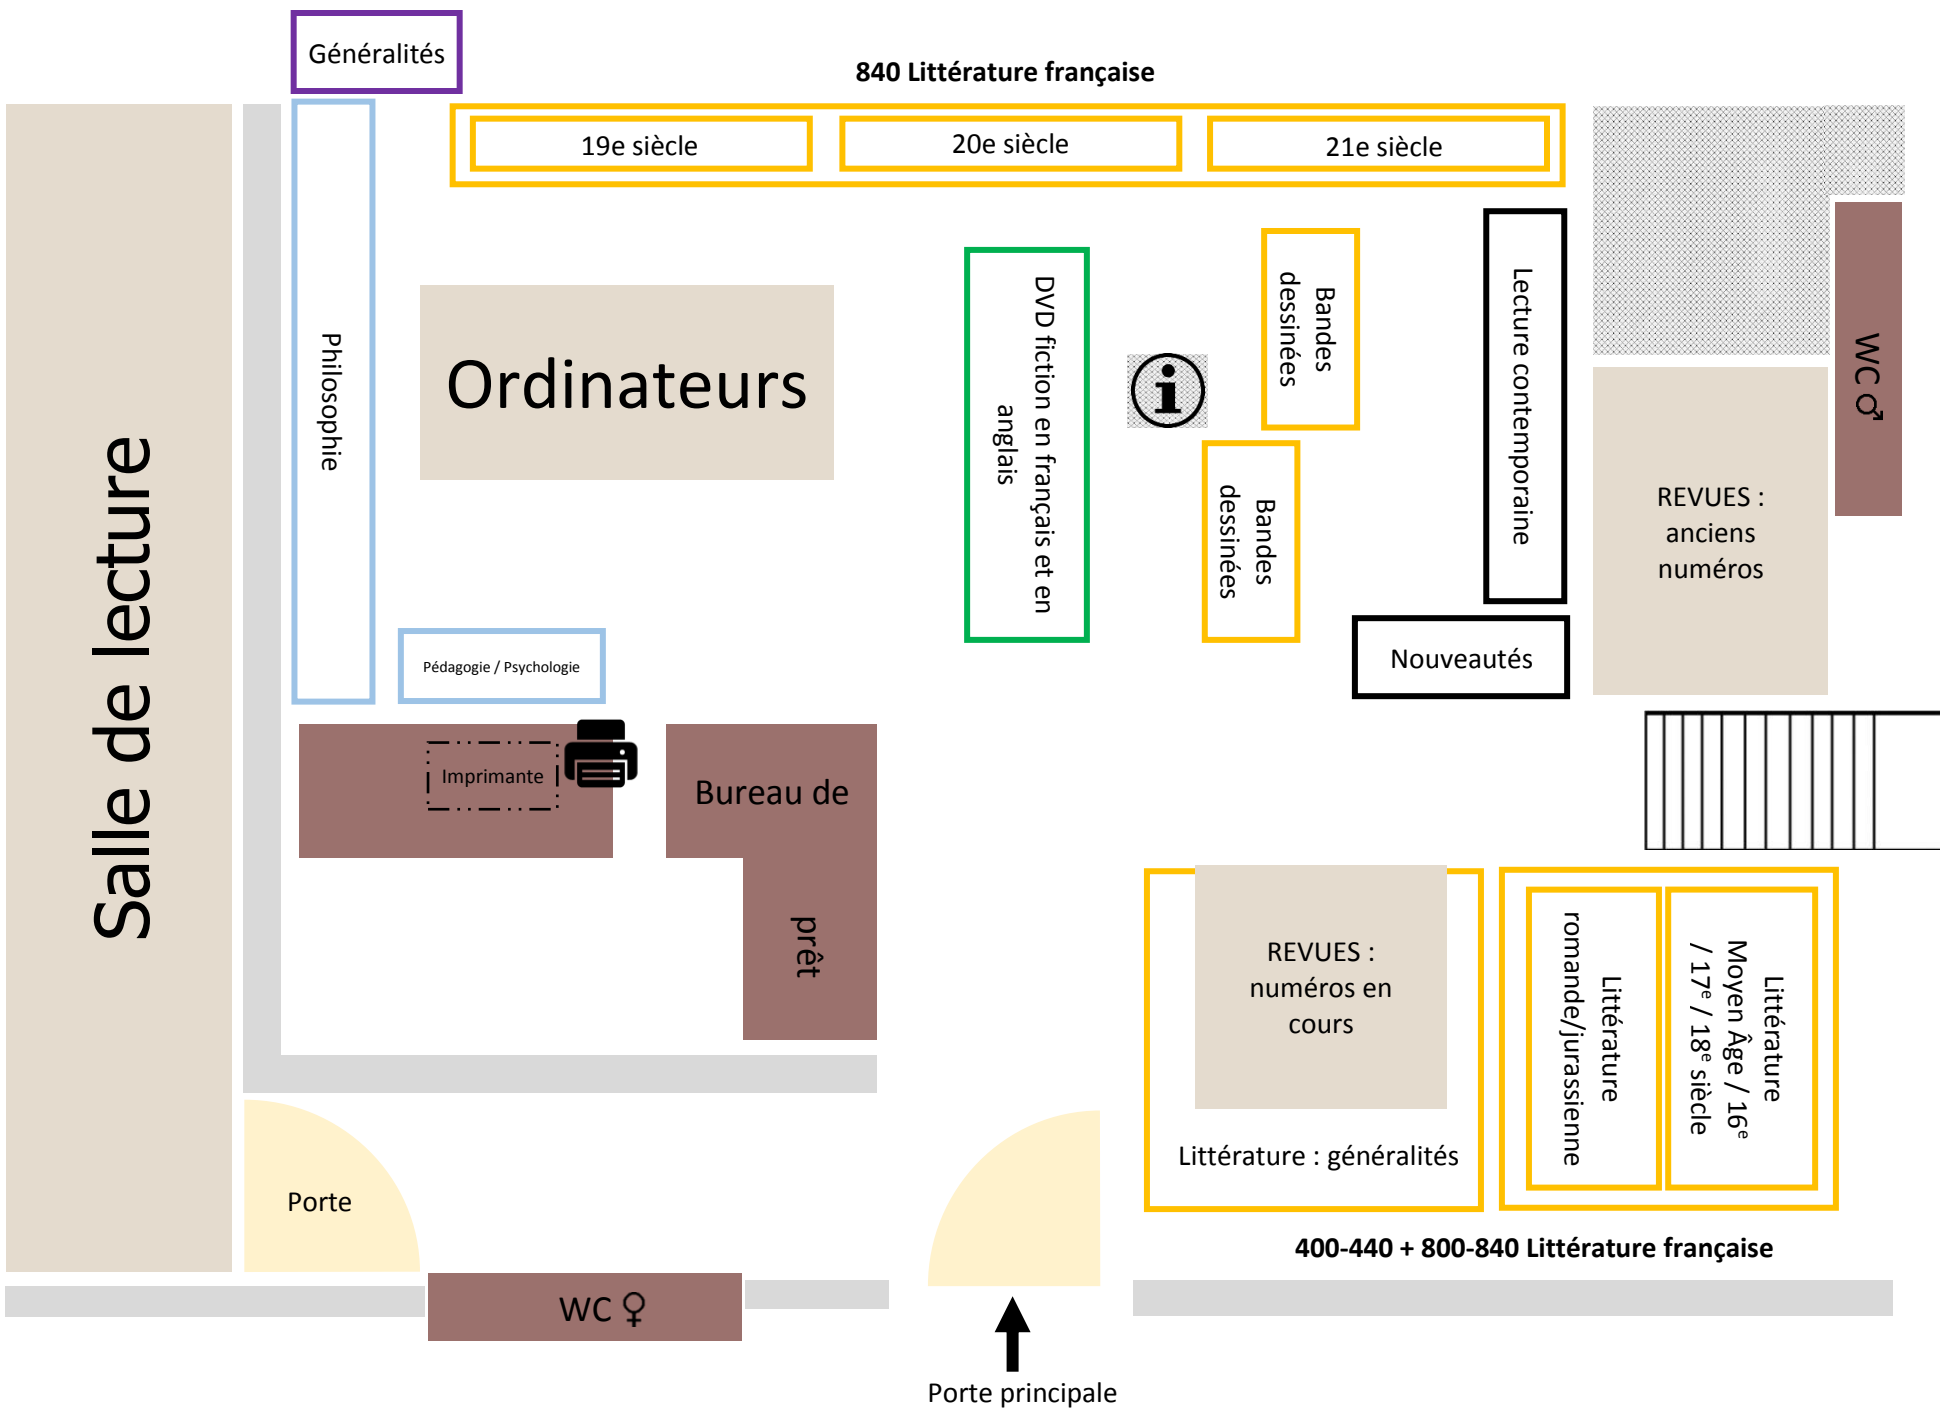 Généralités
840 Littérature française
19e siècle
20e siècle
21e siècle
Salle de lecture
Philosophie
Ordinateurs
DVD fiction en français et en
anglais
Bandes
dessinées
Bandes
dessinées
Lecture contemporaine
WC ♂
REVUES :
anciens
numéros
Nouveautés
Pédagogie / Psychologie
Imprimante
Bureau de
prêt
REVUES :
numéros en
cours
Littérature : généralités
Littérature
romande/jurassienne
Littérature
Moyen Âge / 16e
/ 17e / 18e siècle
400-440 + 800-840 Littérature française
Porte
WC ♀
Porte principale